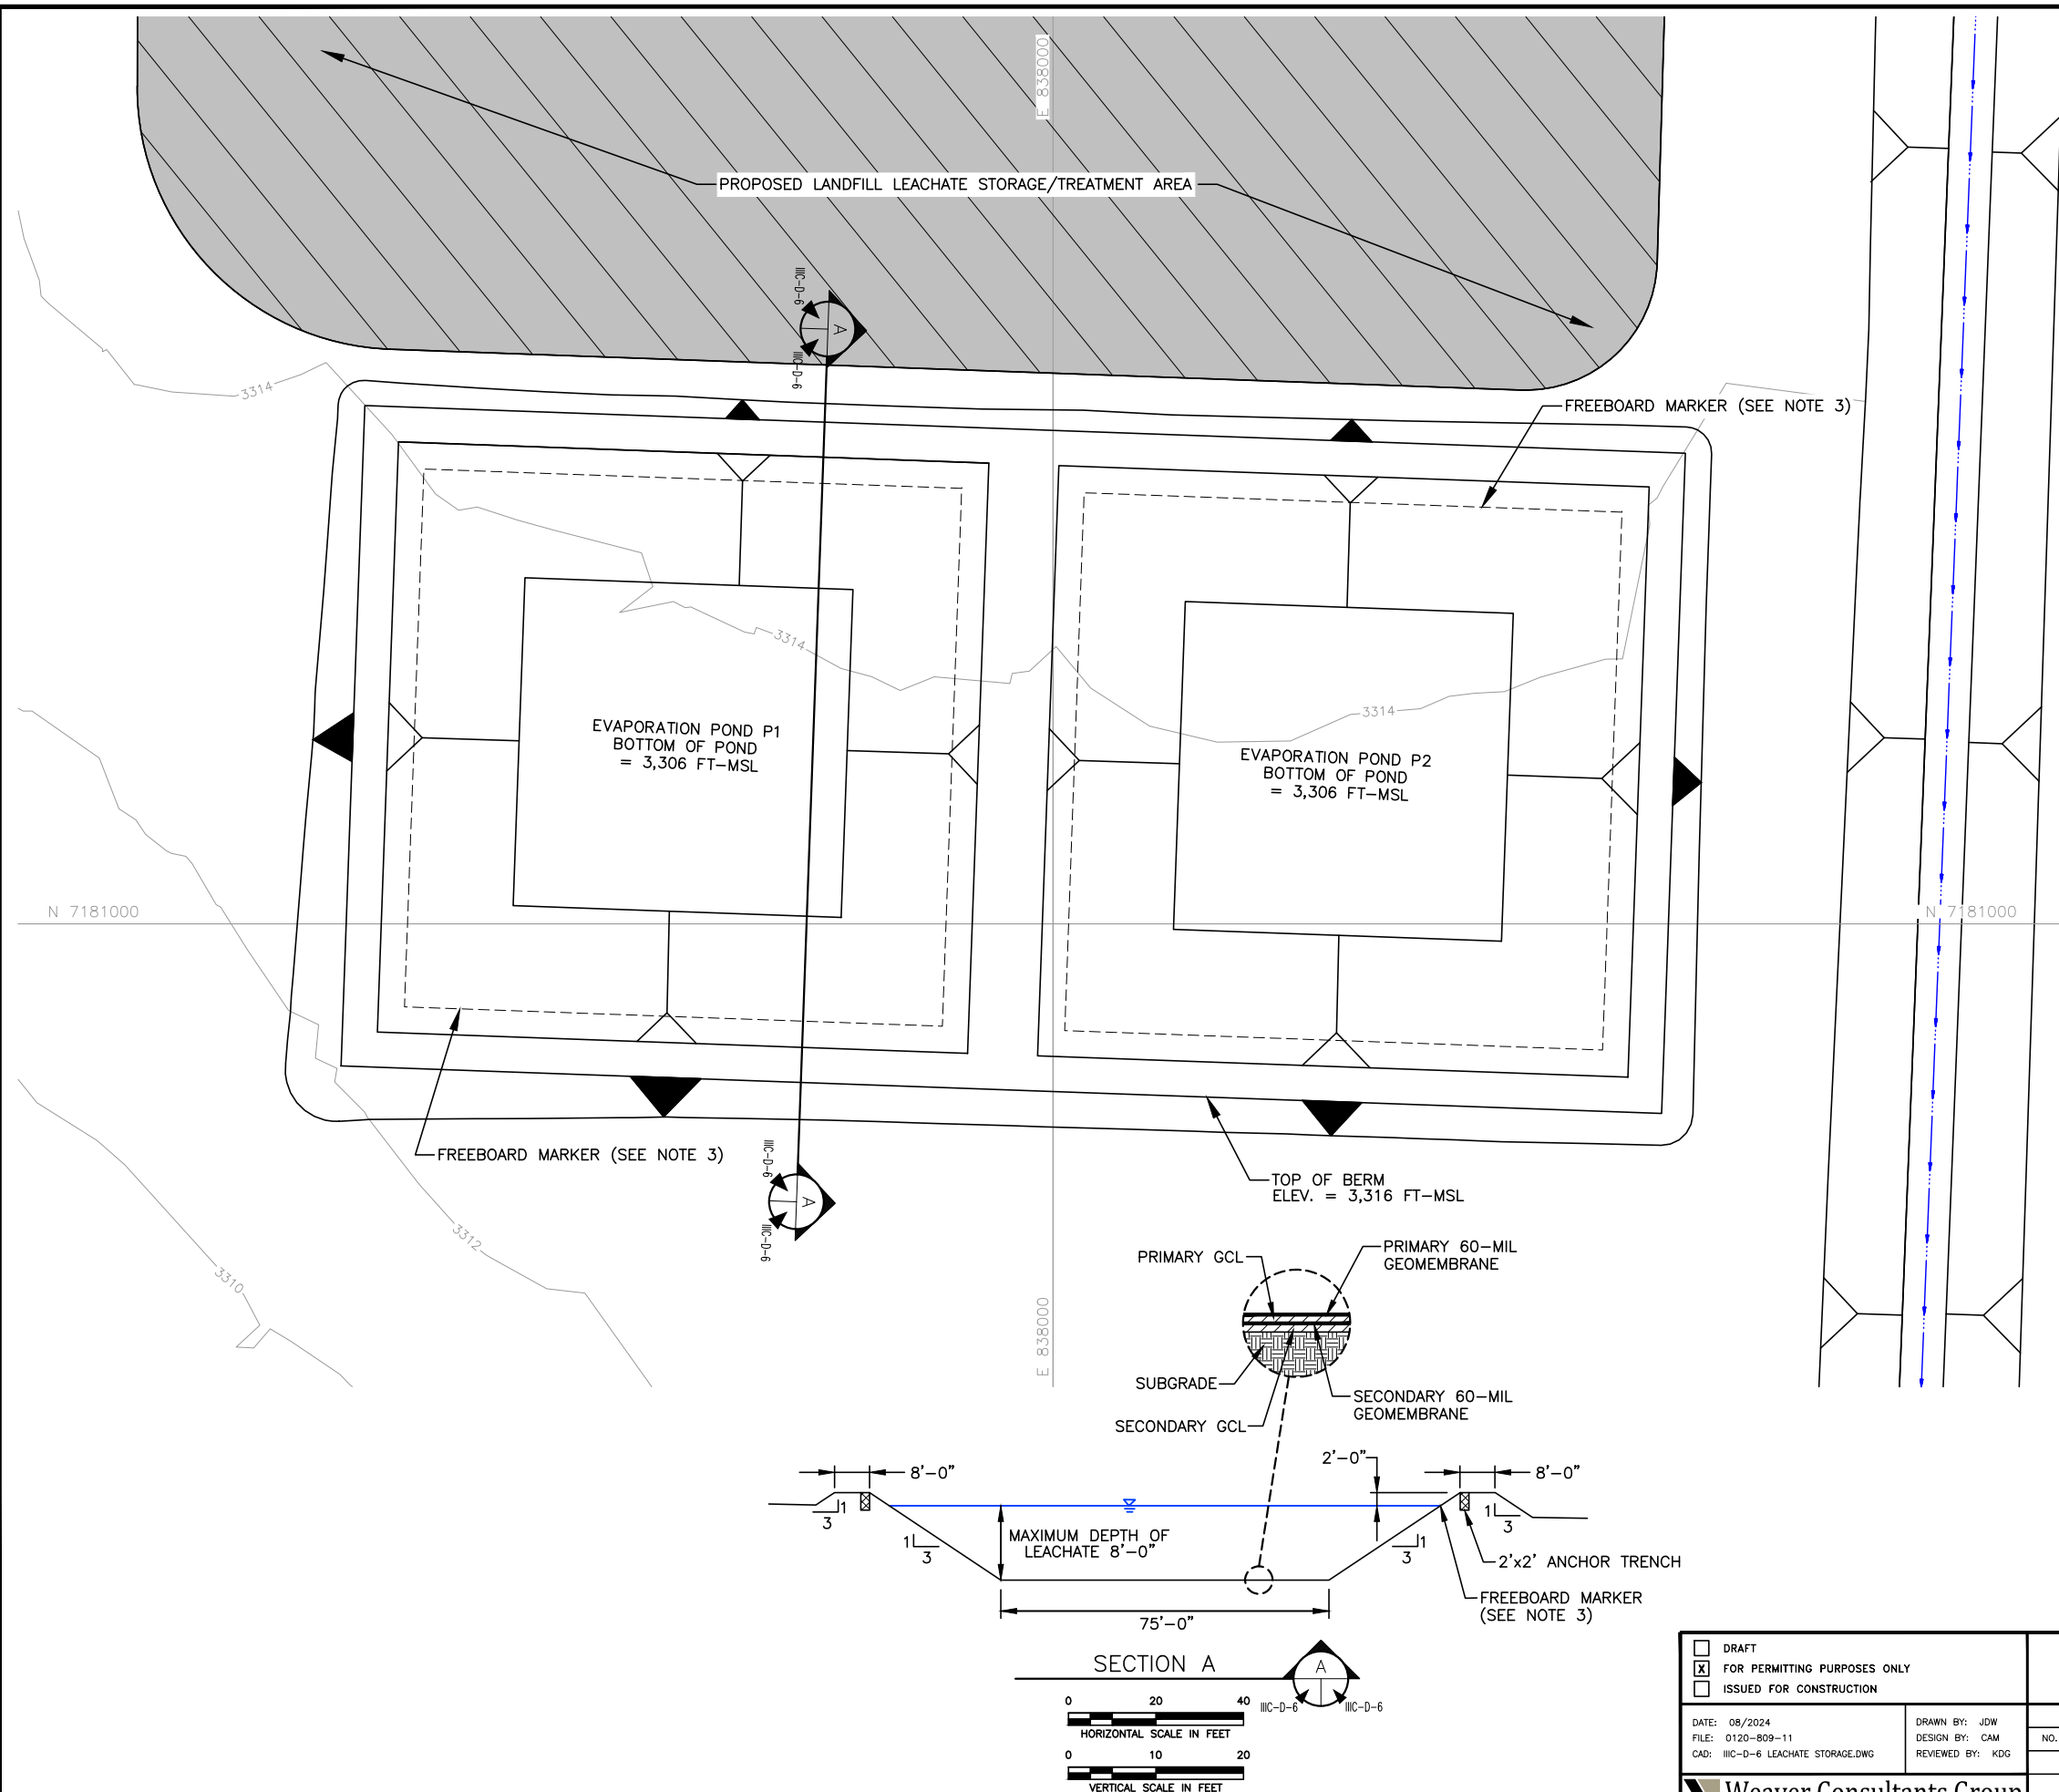 E 838000
PROPOSED LANDFILL LEACHATE STORAGE/TREATMENT AREA
IIIC-D-6
A
IIIC-D-6
3314
FREEBOARD MARKER (SEE NOTE 3)
3314
3314
EVAPORATION POND P1
BOTTOM OF POND
= 3,306 FT-MSL
EVAPORATION POND P2
BOTTOM OF POND
= 3,306 FT-MSL
N 7181000
N 7181000
FREEBOARD MARKER (SEE NOTE 3)
IIIC-D-6
A
IIIC-D-6
TOP OF BERM
ELEV. = 3,316 FT-MSL
3312
3310
E 838000
PRIMARY GCL
PRIMARY 60-MIL
GEOMEMBRANE
SUBGRADE
SECONDARY GCL
SECONDARY 60-MIL
GEOMEMBRANE
8'-0"
2'-0"
8'-0"
1
3
1
3
MAXIMUM DEPTH OF
LEACHATE 8'-0"
1
3
1
3
2'x2' ANCHOR TRENCH
FREEBOARD MARKER
(SEE NOTE 3)
75'-0"
SECTION A
A
IIIC-D-6
IIIC-D-6
0 20 40
HORIZONTAL SCALE IN FEET
0 10 20
VERTICAL SCALE IN FEET
DRAFT
X FOR PERMITTING PURPOSES ONLY
ISSUED FOR CONSTRUCTION
DATE: 08/2024
FILE: 0120-809-11
CAD: IIIC-D-6 LEACHATE STORAGE.DWG
DRAWN BY: JDW
DESIGN BY: CAM
REVIEWED BY: KDG
NO.
Weaver Consultants Group